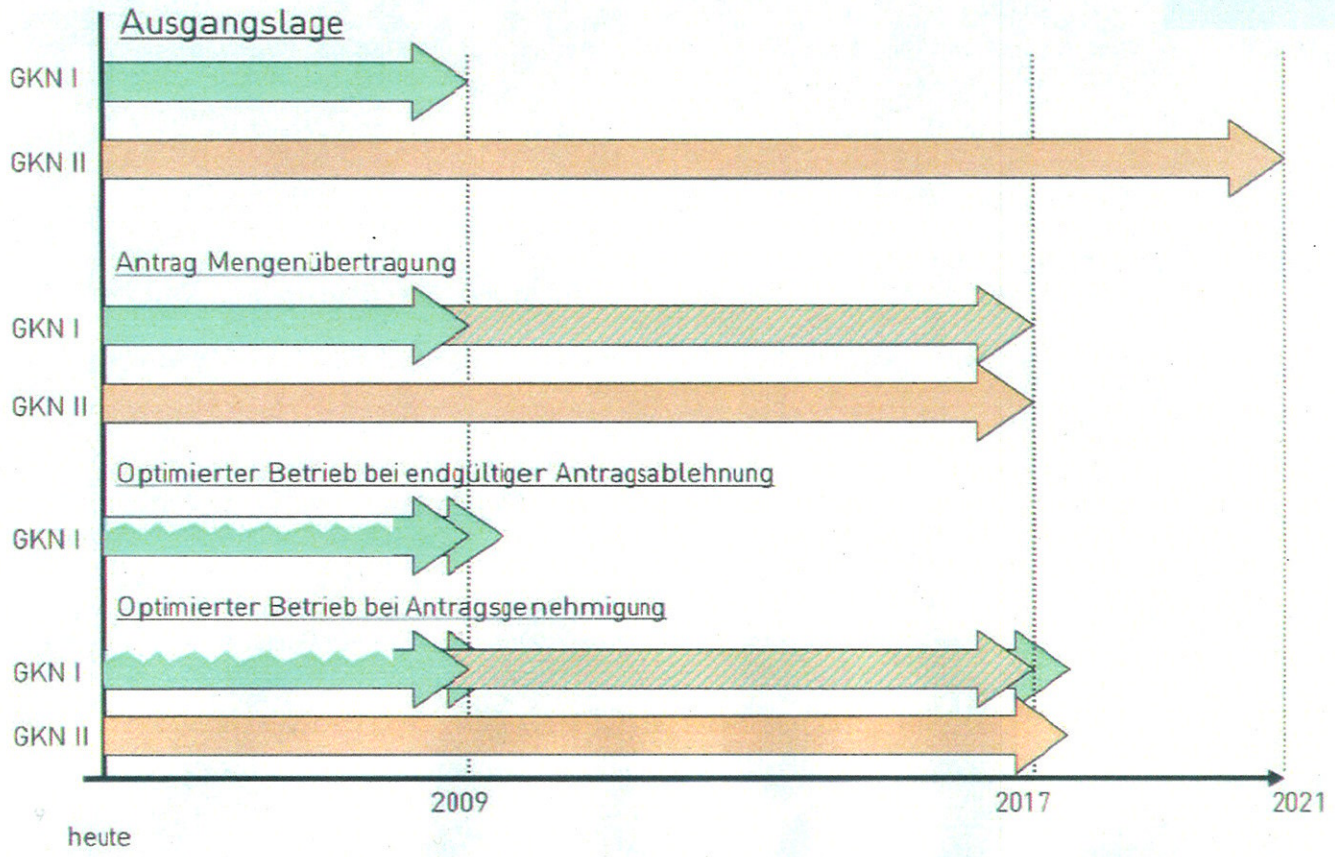 Ausgangslage
GKN I
GKN II
Antrag Mengenübertragung
GKN I
GKN II
Optimierter Betrieb bei endgültiger Antragsablehnung
GKN I
Optimierter Betrieb bei Antragsgenehmigung
GKN I
GKN II
2009 2017 2021
heute